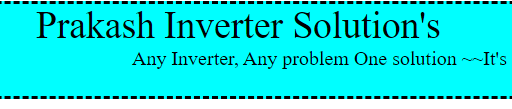 Prakash Inverter Solution's
Any Inverter, Any problem One solution ~~It's